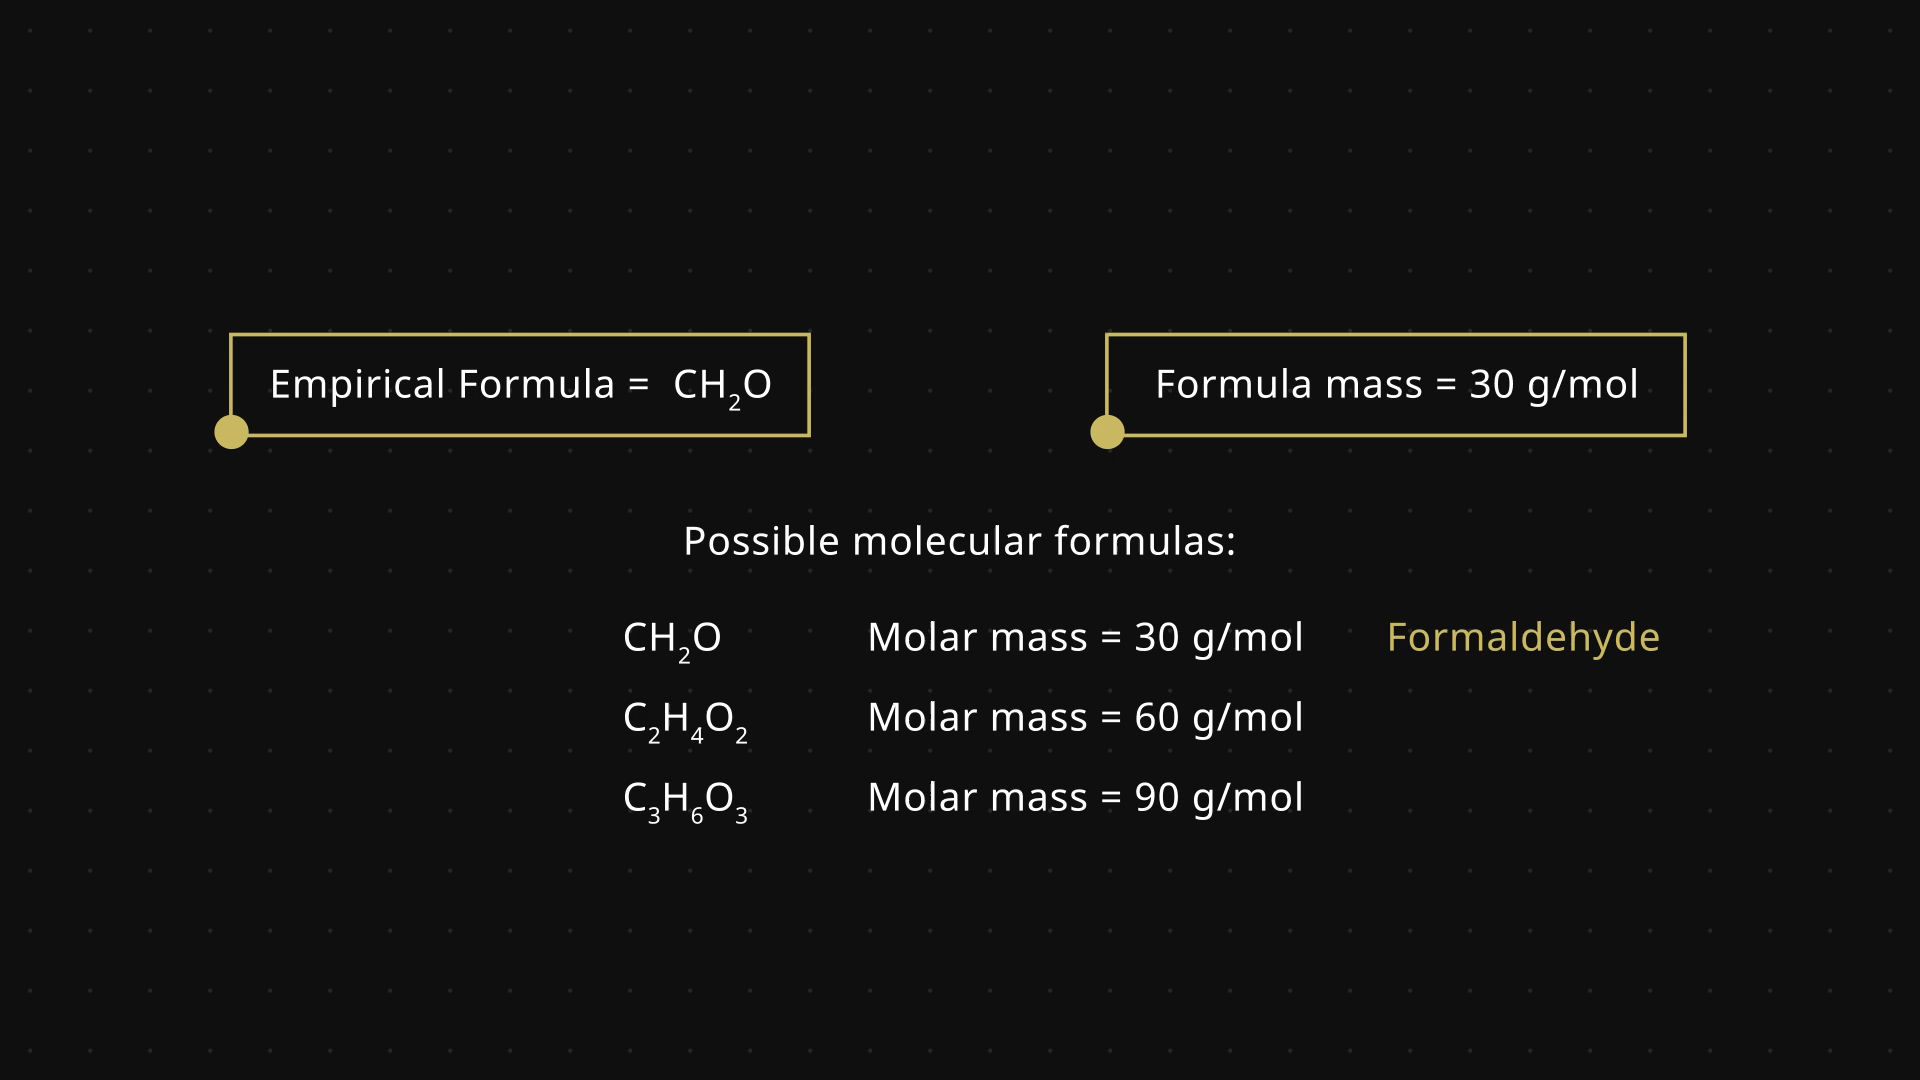 Empirical Formula = CH₂O
Formula mass = 30 g/mol
Possible molecular formulas:
CH₂O Molar mass = 30 g/mol Formaldehyde
C₂H₄O₂ Molar mass = 60 g/mol
C₃H₆O₃ Molar mass = 90 g/mol